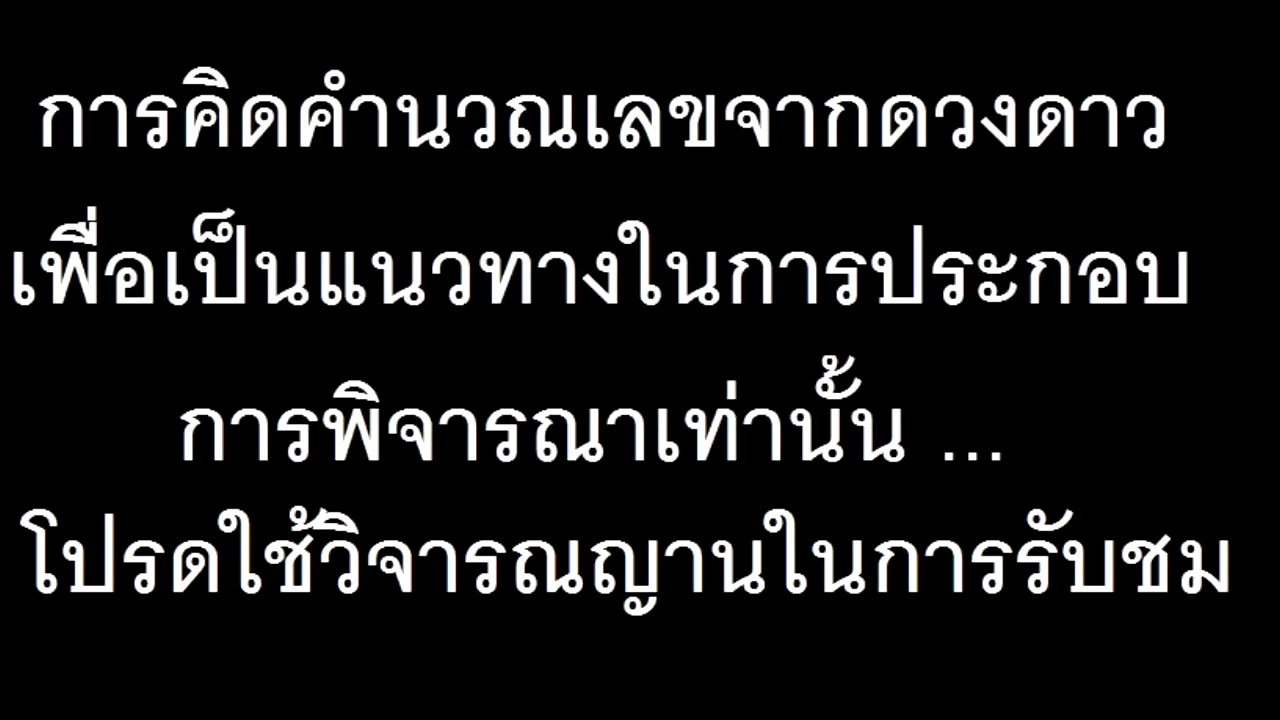 การคิดคำนวณเลขจากดวงดาว
เพื่อเป็นแนวทางในการประกอบ
การพิจารณาเท่านั้น ...
โปรดใช้วิจารณญานในการรับชม